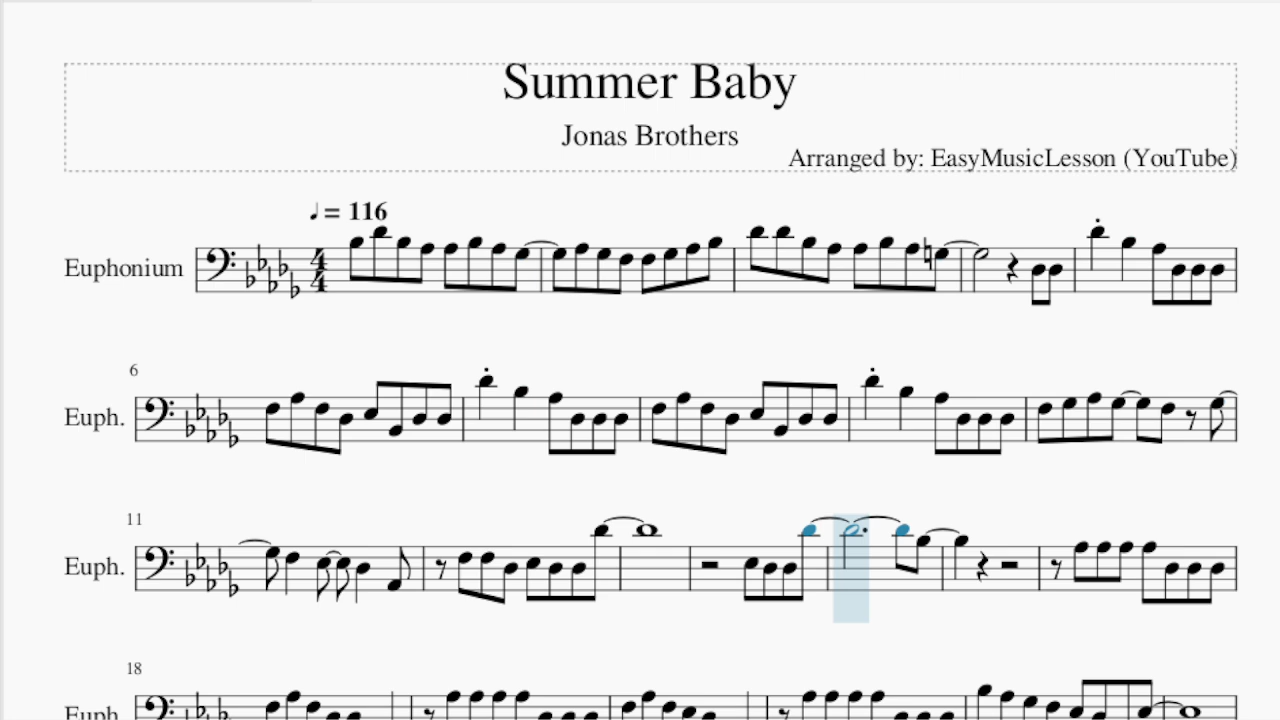 Summer Baby
Jonas Brothers
Arranged by: EasyMusicLesson (YouTube)
♩ = 116
Euphonium
4
4
6
Euph.
11
Euph.
18
Euph.